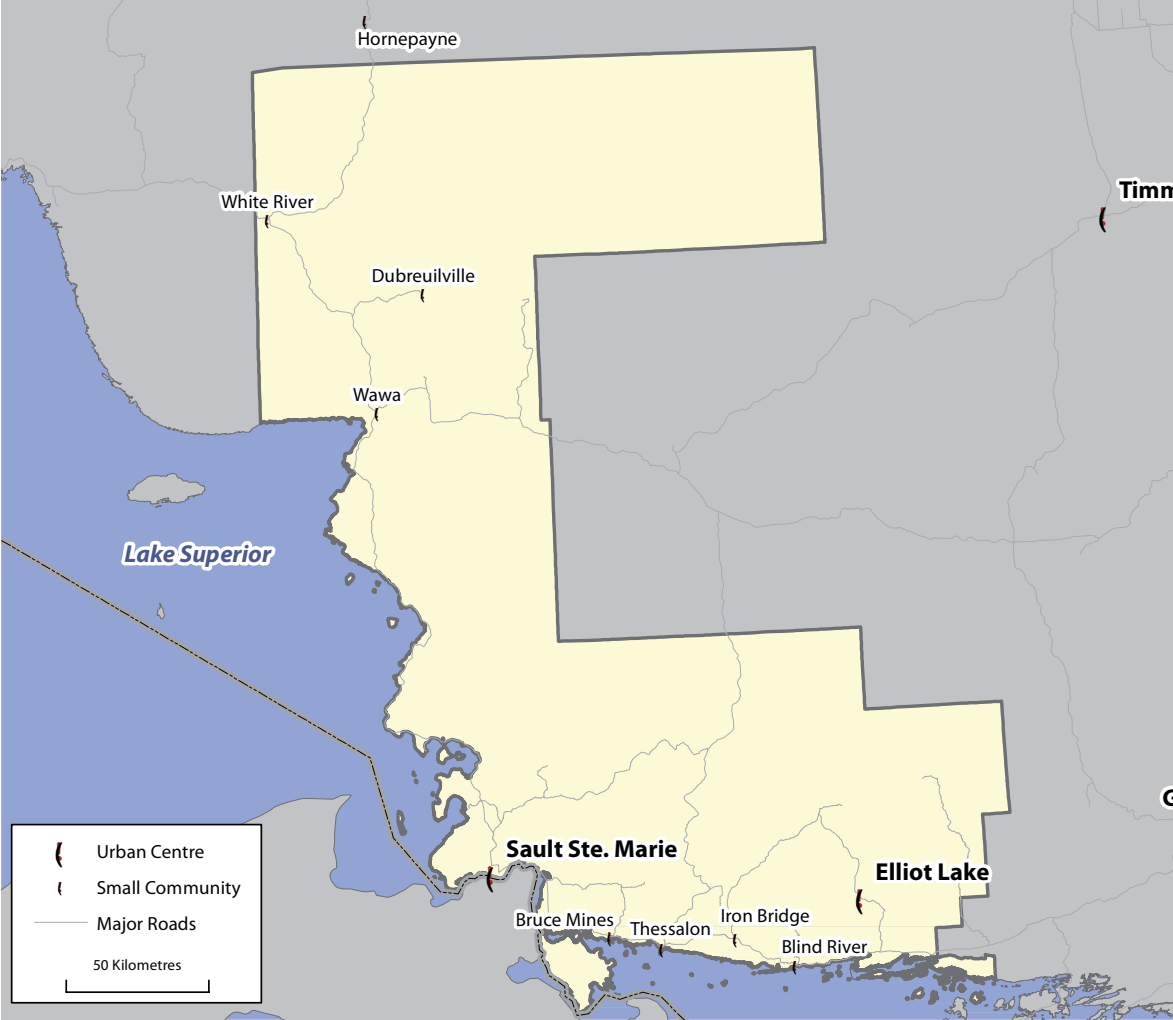 Hornepayne
White River
Timm
Dubreuilville
Wawa
Lake Superior
G
Sault Ste. Marie
Elliot Lake
Bruce Mines
Thessalon
Iron Bridge
Blind River
Urban Centre
Small Community
Major Roads
50 Kilometres